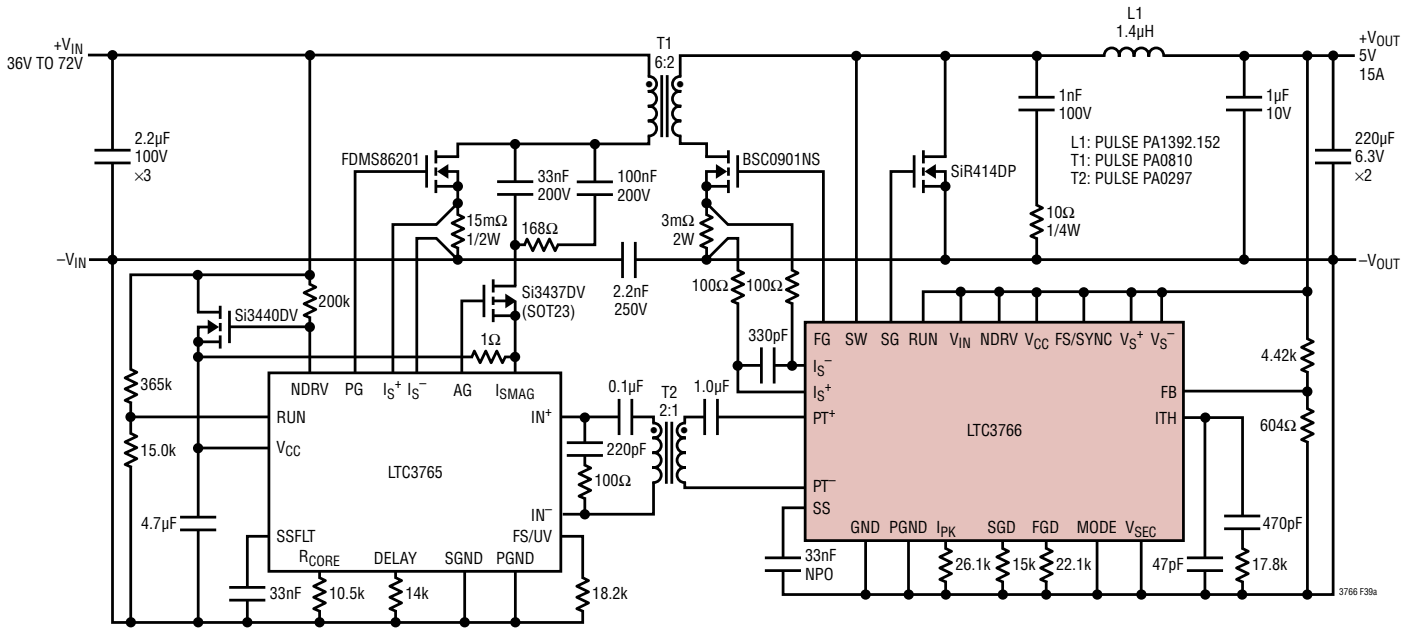 +VIN
36V TO 72V
2.2µF
100V
×3
–VIN
T1
6:2
FDMS86201
15mΩ
1/2W
33nF
200V
100nF
200V
168Ω
Si3437DV
(SOT23)
1Ω
2.2nF
250V
BSC0901NS
3mΩ
2W
100Ω
100Ω
330pF
SiR414DP
1nF
100V
10Ω
1/4W
L1
1.4µH
L1: PULSE PA1392.152
T1: PULSE PA0810
T2: PULSE PA0297
1µF
10V
+VOUT
5V
15A
220µF
6.3V
×2
–VOUT
Si3440DV
200k
365k
15.0k
4.7µF
NDRV
PG
IS+
IS–
AG
ISMAG
RUN
VCC
LTC3765
IN+
IN–
SSFLT
FS/UV
RCORE
DELAY
SGND
PGND
33nF
10.5k
14k
18.2k
220pF
100Ω
0.1µF
T2
2:1
1.0µF
FG
SW
SG
RUN
VIN
NDRV
VCC
FS/SYNC
VS+
VS–
IS–
IS+
PT+
LTC3766
FB
ITH
PT–
SS
GND
PGND
IPK
SGD
FGD
MODE
VSEC
33nF
NPO
26.1k
15k
22.1k
47pF
17.8k
470pF
4.42k
604Ω
3766 F39a